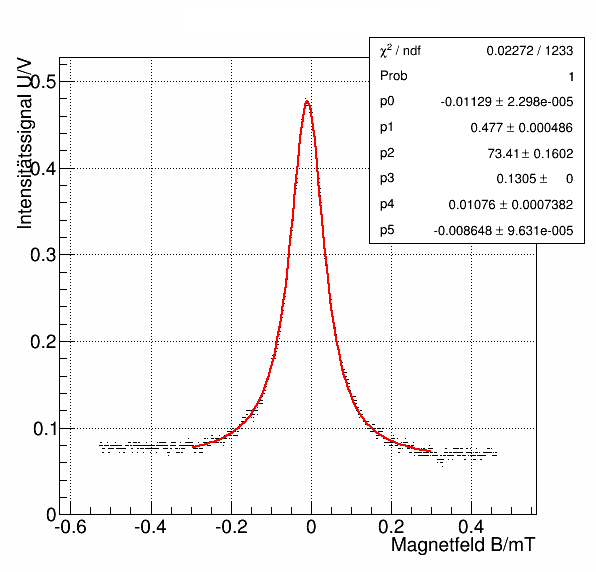 χ² / ndf 0.02272 / 1233
Prob 1
p0 -0.01129 ± 2.298e-005
p1 0.477 ± 0.000486
p2 73.41 ± 0.1602
p3 0.1305 ± 0
p4 0.01076 ± 0.0007382
p5 -0.008648 ± 9.631e-005
Intensitätssignal U/V
0.5
0.4
0.3
0.2
0.1
0
-0.6 -0.4 -0.2 0 0.2 0.4
Magnetfeld B/mT